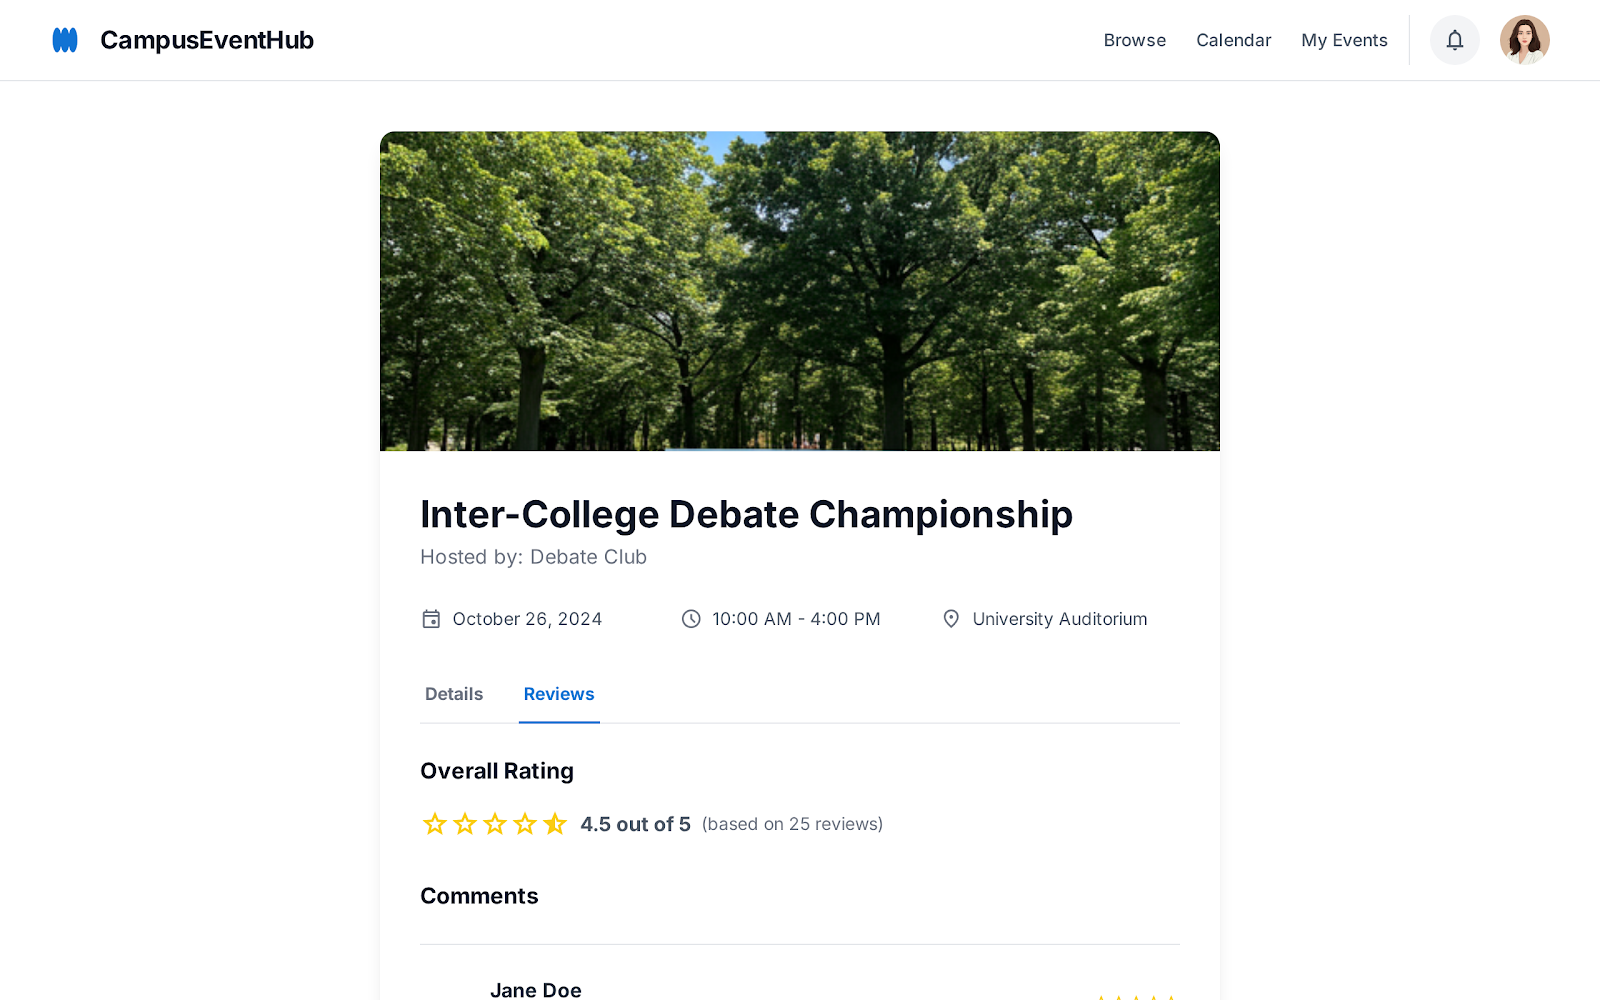 CampusEventHub
Browse Calendar My Events
Inter-College Debate Championship
Hosted by: Debate Club
October 26, 2024 10:00 AM - 4:00 PM University Auditorium
Details Reviews
Overall Rating
4.5 out of 5 (based on 25 reviews)
Comments
Jane Doe